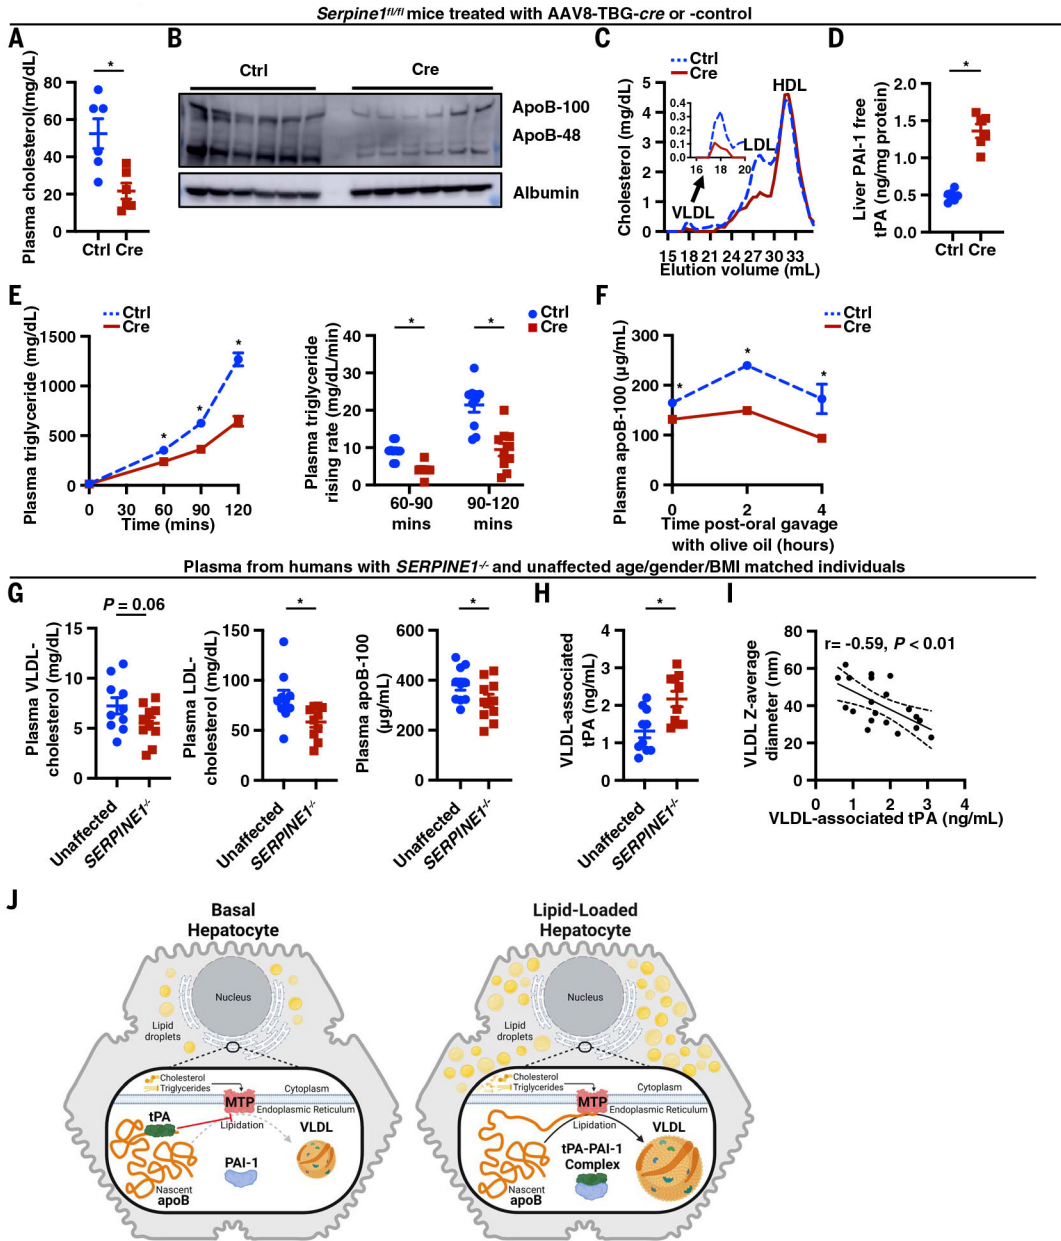 Serpine1fl/fl mice treated with AAV8-TBG-cre or -control
A
Plasma cholesterol(mg/dL)
80
60
40
20
0
*
Ctrl Cre
B
Ctrl
Cre
ApoB-100
ApoB-48
Albumin
C
Ctrl
Cre
Cholesterol (mg/dL)
5
4
3
2
1
0
0.4
0.3
0.2
0.1
0.0
16 18 20
HDL
LDL
VLDL
15 18 21 24 27 30 33
Elution volume (mL)
D
Liver PAI-1 free
tPA (ng/mg protein)
2.0
1.5
1.0
0.5
0.0
*
Ctrl Cre
E
Ctrl
Cre
Plasma triglyceride (mg/dL)
1500
1000
500
0
*
*
*
0 30 60 90 120
Time (mins)
Plasma triglyceride
rising rate (mg/dL/min)
40
30
20
10
0
*
*
Ctrl
Cre
60-90
mins
90-120
mins
F
Ctrl
Cre
Plasma apoB-100 (µg/mL)
300
200
100
0
*
*
*
0 2 4
Time post-oral gavage
with olive oil (hours)
Plasma from humans with SERPINE1-/- and unaffected age/gender/BMI matched individuals
G
Plasma VLDL-
cholesterol (mg/dL)
P = 0.06
15
10
5
0
Unaffected
SERPINE1-/-
Plasma LDL-
cholesterol (mg/dL)
*
150
100
50
0
Unaffected
SERPINE1-/-
Plasma apoB-100
(µg/mL)
*
600
400
200
0
Unaffected
SERPINE1-/-
H
VLDL-associated
tPA (ng/mL)
*
4
3
2
1
0
Unaffected
SERPINE1-/-
I
VLDL Z-average
diameter (nm)
r= -0.59, P < 0.01
80
60
40
20
0
0 1 2 3 4
VLDL-associated tPA (ng/mL)
J
Basal
Hepatocyte
Nucleus
Lipid
droplets
Cholesterol
Triglycerides
Cytoplasm
MTP
Endoplasmic Reticulum
tPA
Lipidation
VLDL
PAI-1
Nascent
apoB
Lipid-Loaded
Hepatocyte
Nucleus
Lipid
droplets
Cholesterol
Triglycerides
Cytoplasm
MTP
Endoplasmic Reticulum
Lipidation
VLDL
tPA-PAI-1
Complex
Nascent
apoB